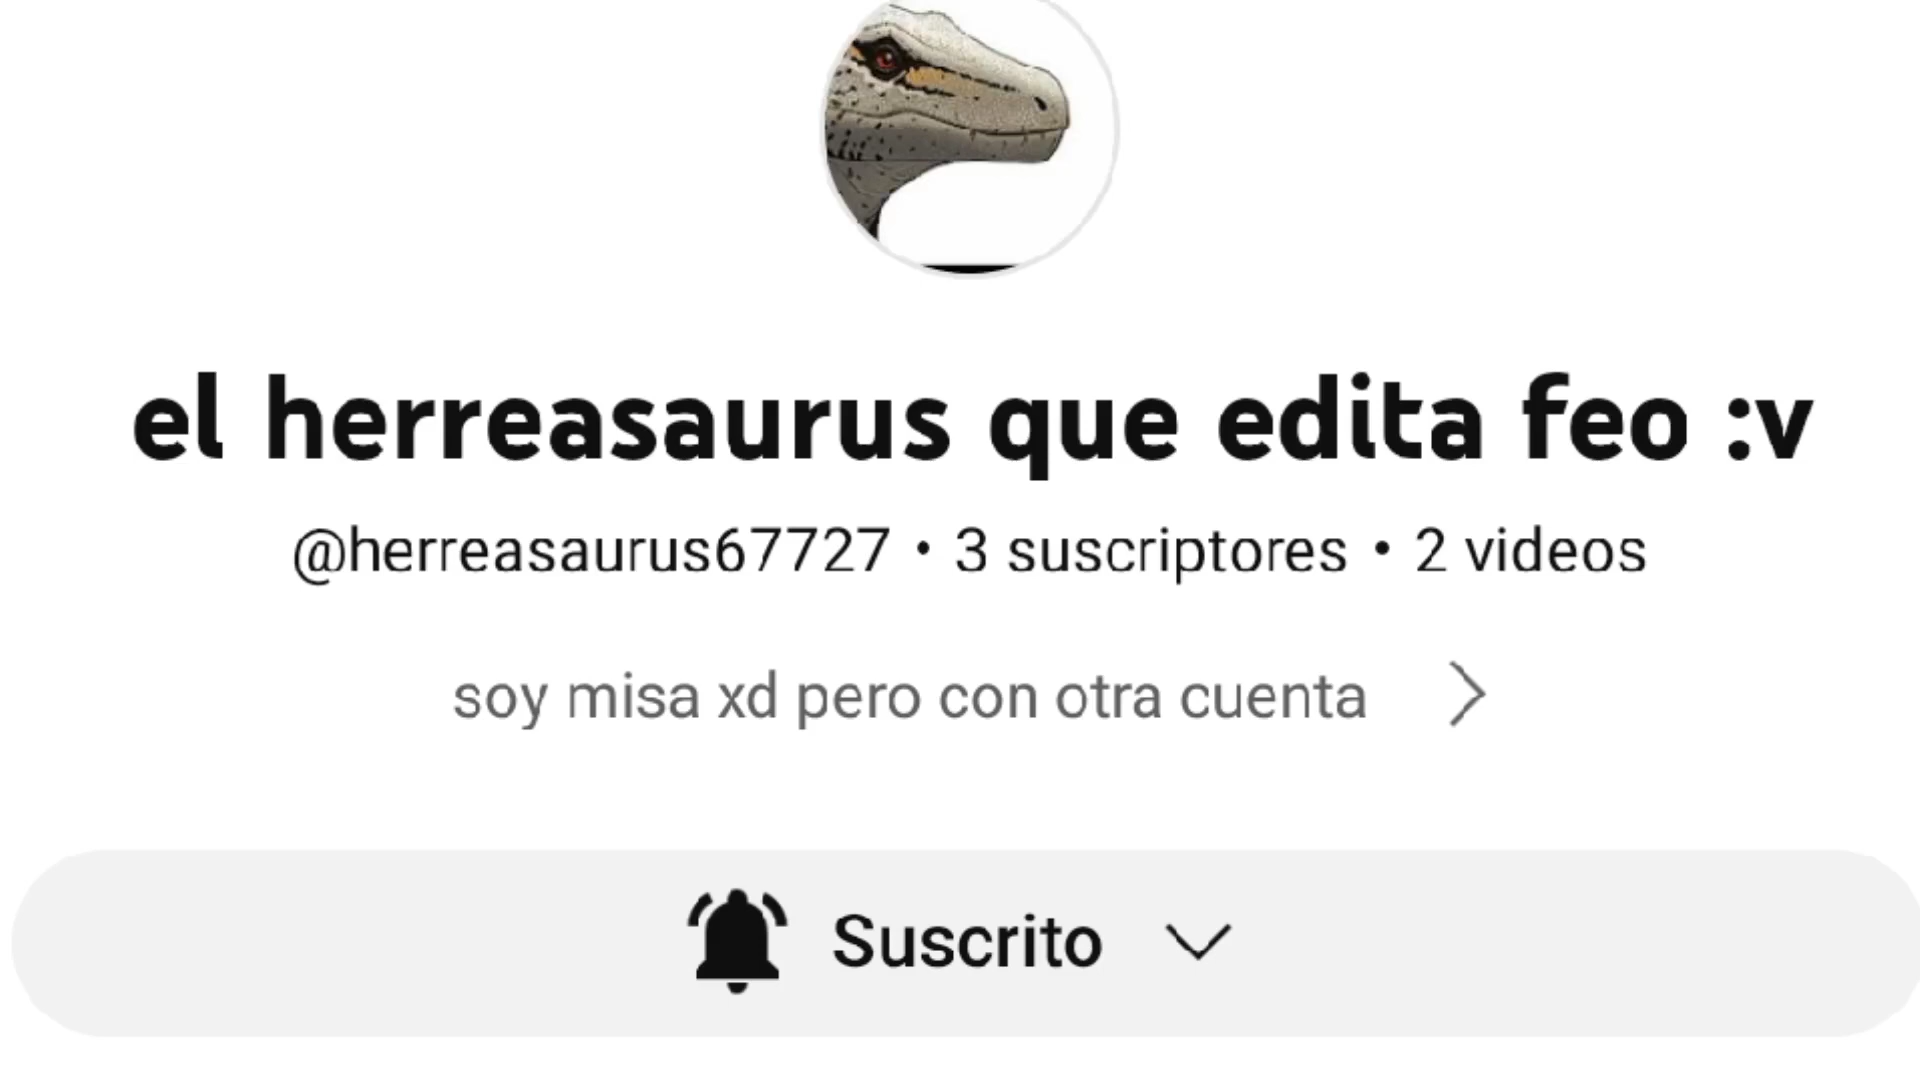 el herreasaurus que edita feo :v
@herreasaurus67727 • 3 suscriptores • 2 videos
soy misa xd pero con otra cuenta
Suscrito